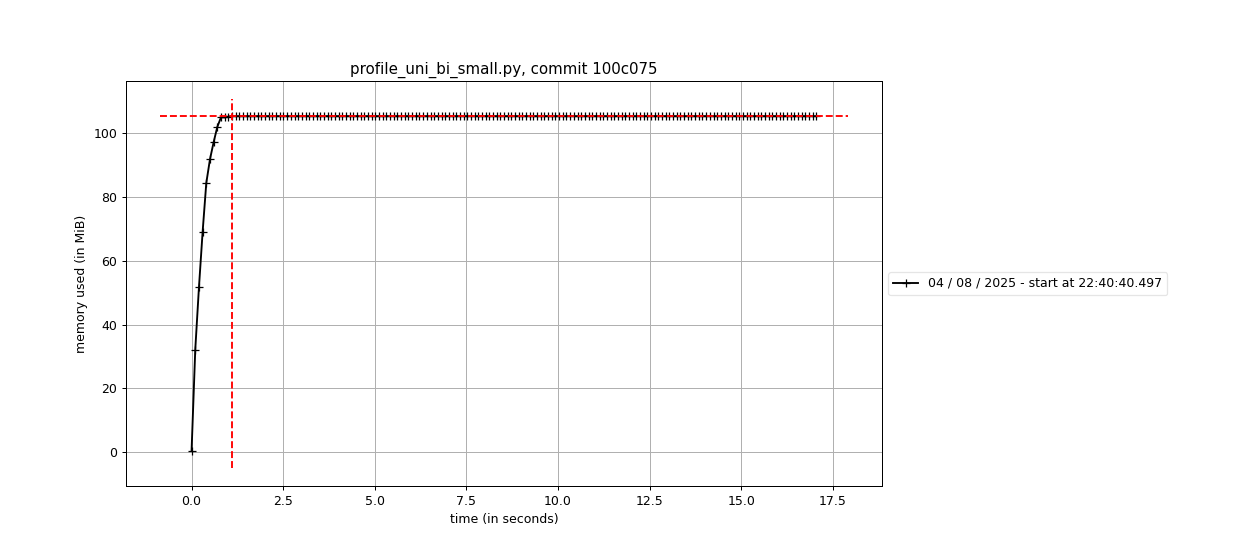 profile_uni_bi_small.py, commit 100c075
memory used (in MiB)
100
80
60
40
20
0
0.0 2.5 5.0 7.5 10.0 12.5 15.0 17.5
time (in seconds)
04 / 08 / 2025 - start at 22:40:40.497